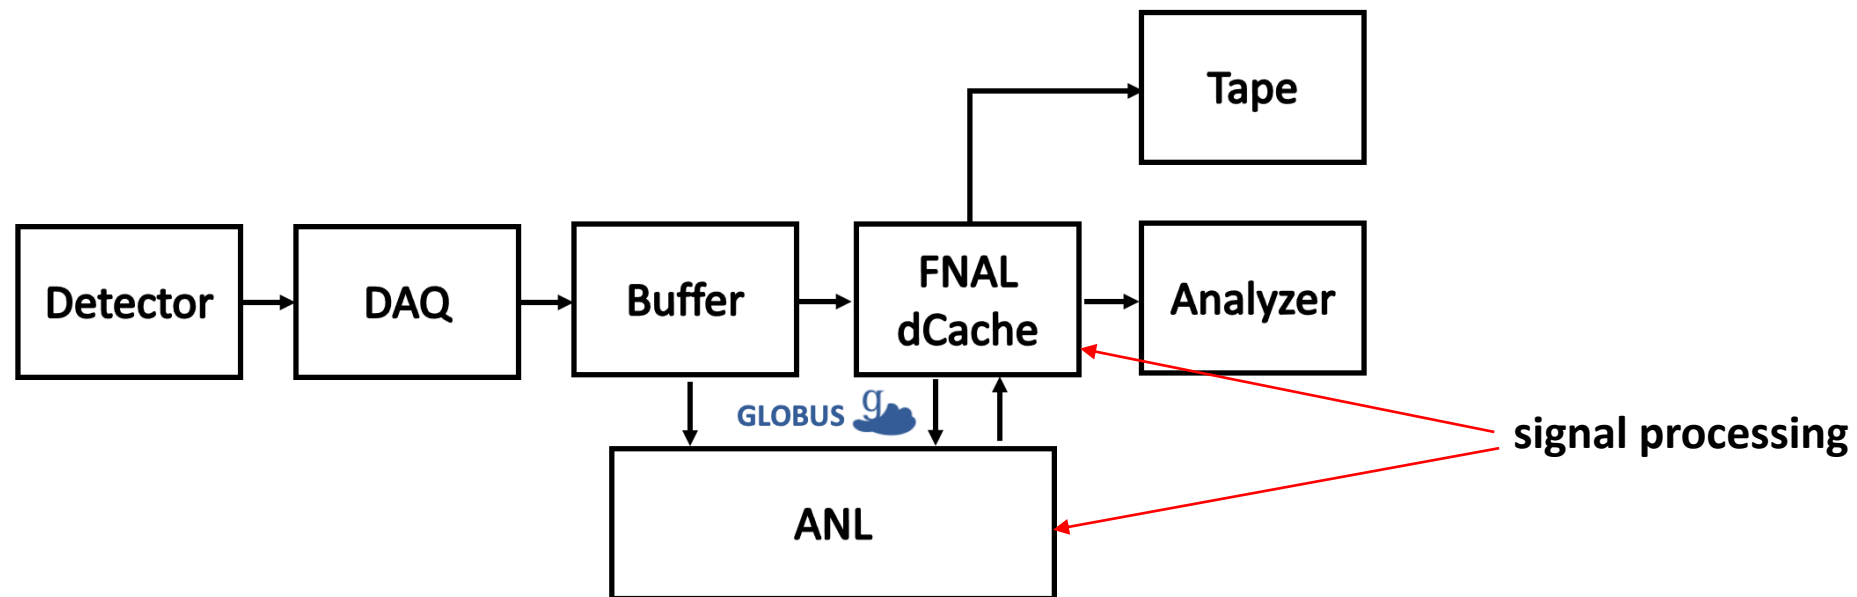 Tape
Detector
DAQ
Buffer
FNAL
dCache
Analyzer
GLOBUS g
signal processing
ANL